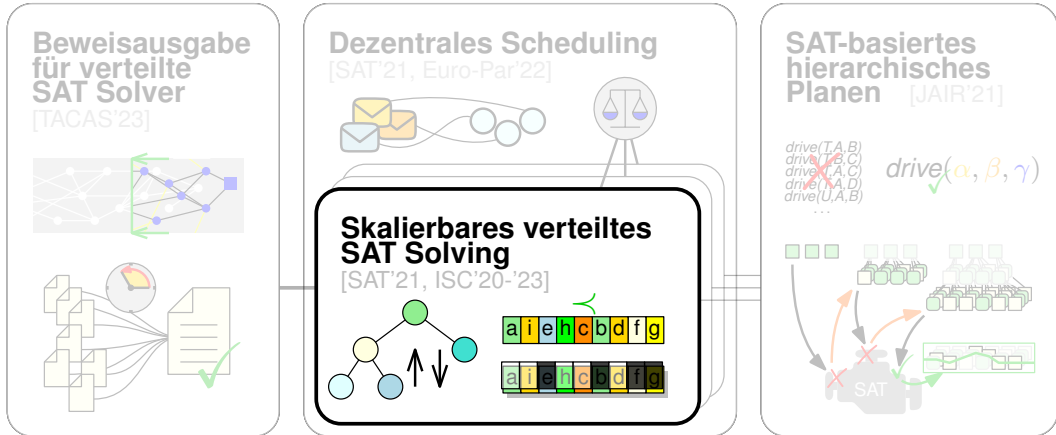 Beweisausgabe
für verteilte
SAT Solver
[TACAS'23]
Dezentrales Scheduling
[SAT'21, Euro-Par'22]
Skalierbares verteiltes
SAT Solving
[SAT'21, ISC'20-'23]
a i e h c b d f g
a i e h c b d f g
SAT-basiertes
hierarchisches
Planen [JAIR'21]
drive(T,A,B)
drive(T,B,C)
drive(T,A,C)
drive(T,A,D)
drive(U,A,B)
...
drive(α, β, γ)
SAT